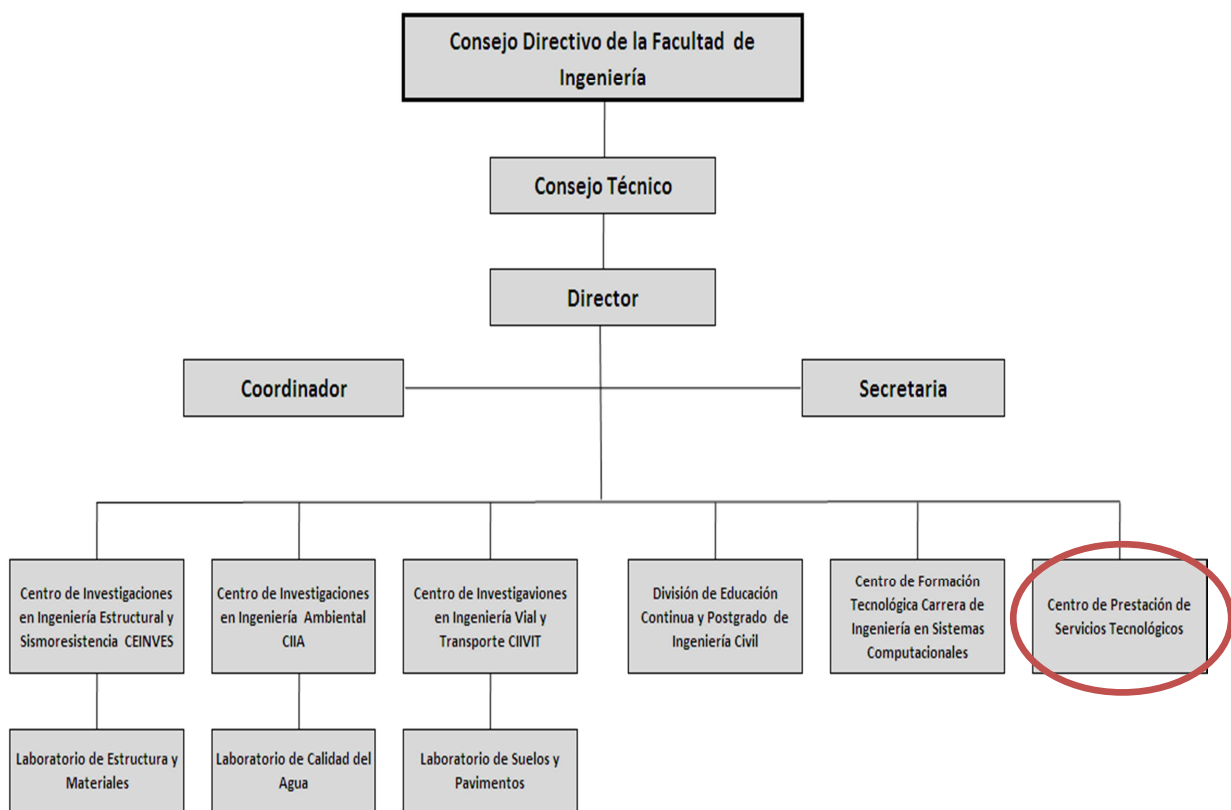 Consejo Directivo de la Facultad de
Ingeniería
Consejo Técnico
Director
Coordinador
Secretaria
Centro de Investigaciones
en Ingeniería Estructural y
Sismoresistencia CEINVES
Centro de Investigaciones
en Ingeniería Ambiental
CIIA
Centro de Investigaviones
en Ingeniería Vial y
Transporte CIIVIT
División de Educación
Continua y Postgrado de
Ingeniería Civil
Centro de Formación
Tecnológica Carrera de
Ingeniería en Sistemas
Computacionales
Centro de Prestación de
Servicios Tecnológicos
Laboratorio de Estructura y
Materiales
Laboratorio de Calidad del
Agua
Laboratorio de Suelos y
Pavimentos